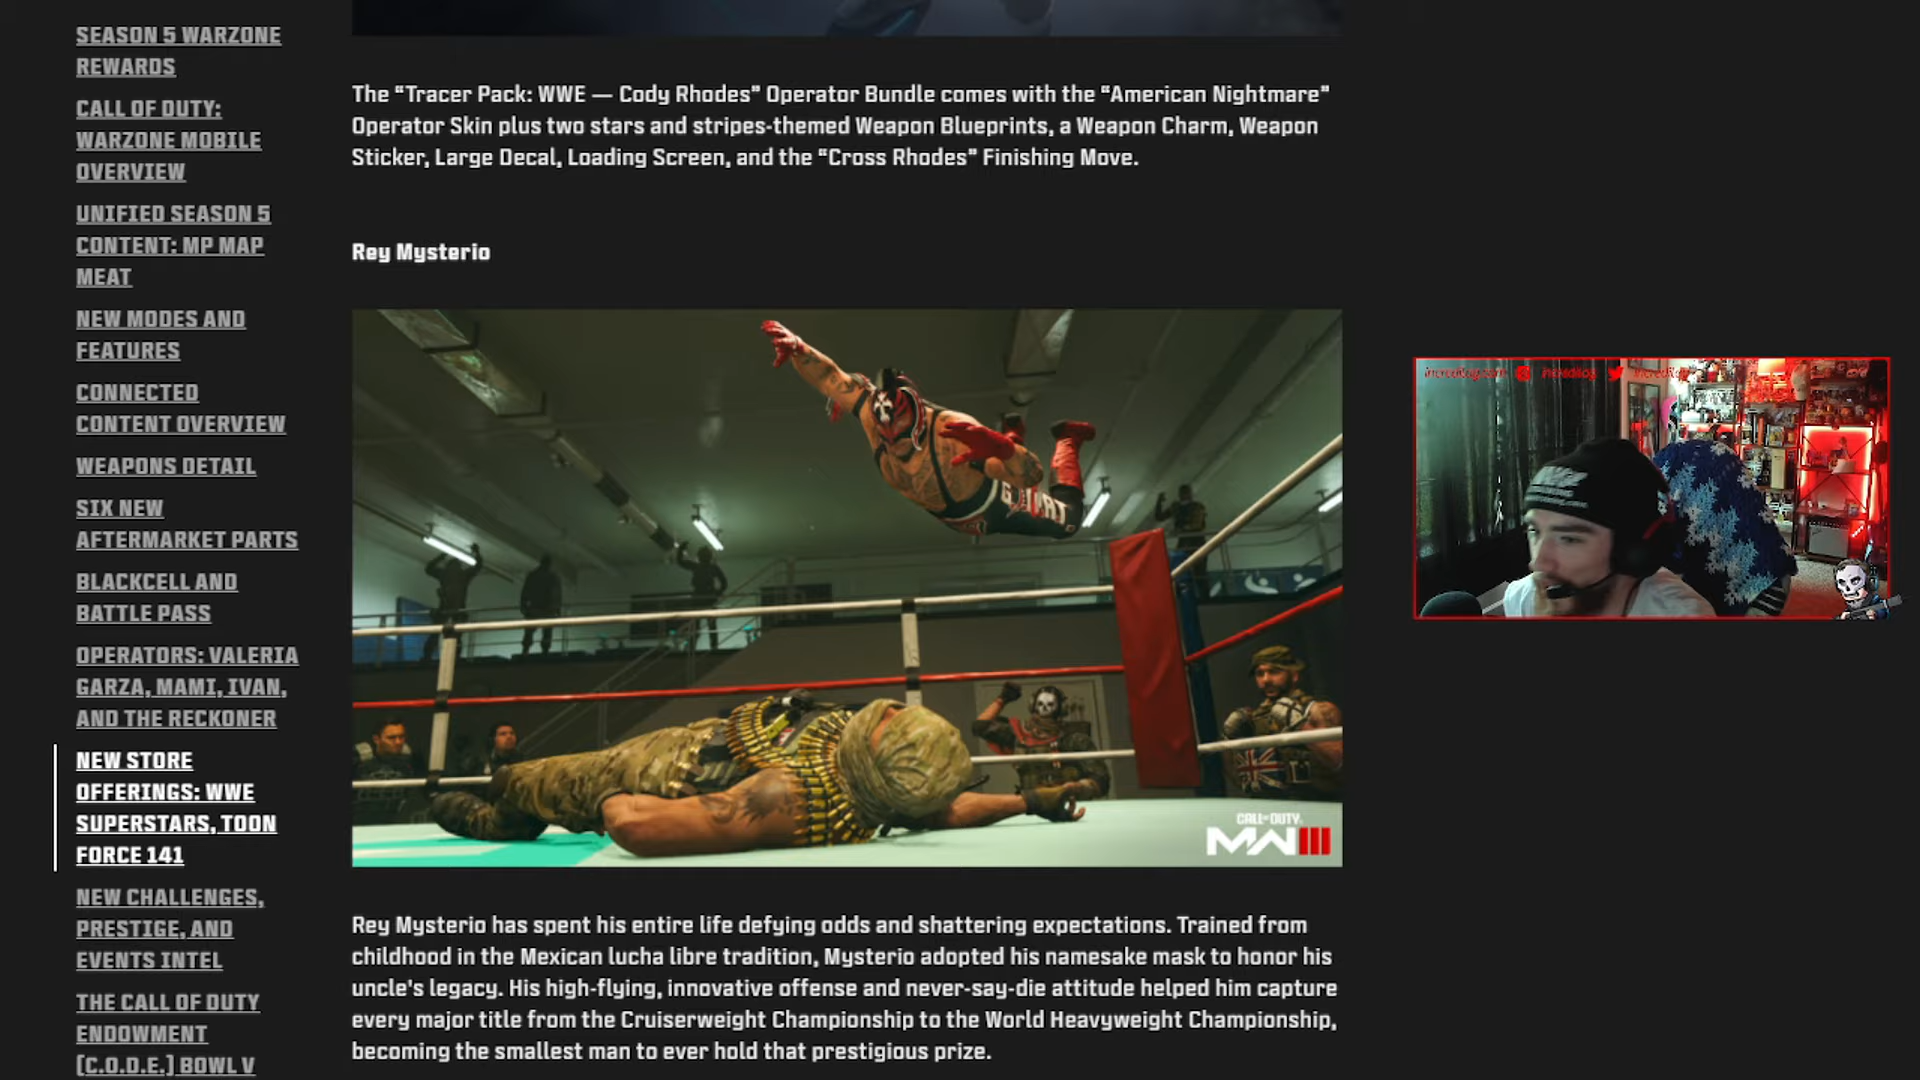 SEASON 5 WARZONE
REWARDS
CALL OF DUTY:
WARZONE MOBILE
OVERVIEW
UNIFIED SEASON 5
CONTENT: MP MAP
MEAT
NEW MODES AND
FEATURES
CONNECTED
CONTENT OVERVIEW
WEAPONS DETAIL
SIX NEW
AFTERMARKET PARTS
BLACKCELL AND
BATTLE PASS
OPERATORS: VALERIA
GARZA, MAMI, IVAN,
AND THE RECKONER
NEW STORE
OFFERINGS: WWE
SUPERSTARS, TOON
FORCE 141
NEW CHALLENGES,
PRESTIGE, AND
EVENTS INTEL
THE CALL OF DUTY
ENDOWMENT
(C.O.D.E.) BOWL V
The “Tracer Pack: WWE — Cody Rhodes” Operator Bundle comes with the “American Nightmare”
Operator Skin plus two stars and stripes-themed Weapon Blueprints, a Weapon Charm, Weapon
Sticker, Large Decal, Loading Screen, and the “Cross Rhodes” Finishing Move.
Rey Mysterio
CALL OF DUTY
MWIII
Rey Mysterio has spent his entire life defying odds and shattering expectations. Trained from
childhood in the Mexican lucha libre tradition, Mysterio adopted his namesake mask to honor his
uncle's legacy. His high-flying, innovative offense and never-say-die attitude helped him capture
every major title from the Cruiserweight Championship to the World Heavyweight Championship,
becoming the smallest man to ever hold that prestigious prize.